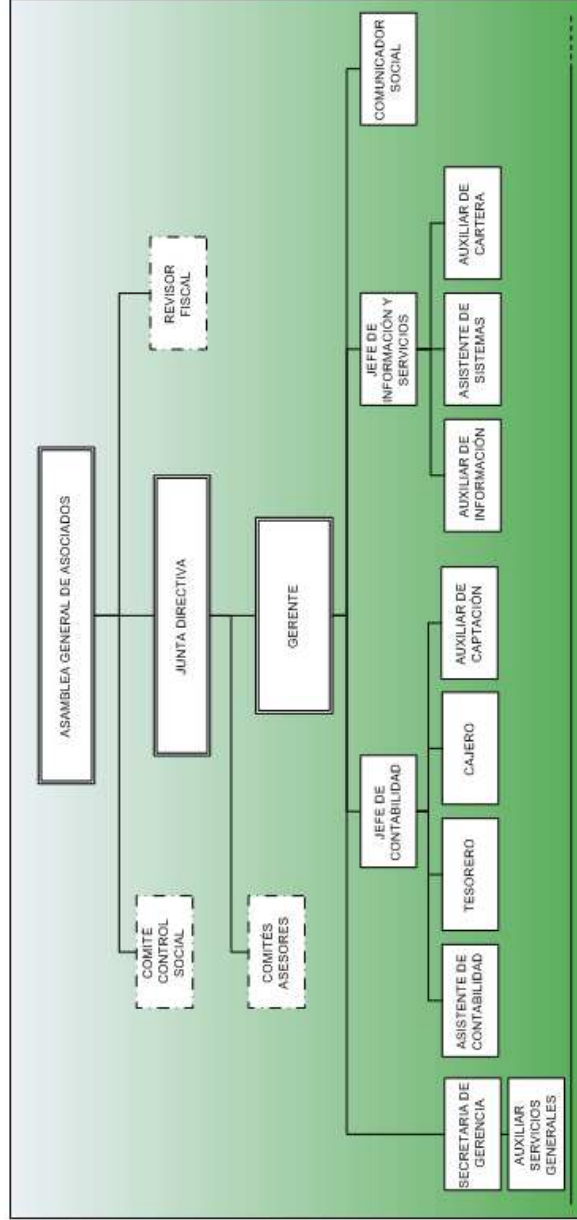 ASAMBLEA GENERAL DE ASOCIADOS
COMITÉ
CONTROL
SOCIAL
REVISOR
FISCAL
JUNTA DIRECTIVA
COMITÉS
ASESORES
GERENTE
SECRETARIA DE
GERENCIA
JEFE DE
CONTABILIDAD
JEFE DE
INFORMACIÓN Y
SERVICIOS
COMUNICADOR
SOCIAL
AUXILIAR
SERVICIOS
GENERALES
ASISTENTE DE
CONTABILIDAD
TESORERO
CAJERO
AUXILIAR DE
CAPTACIÓN
AUXILIAR DE
INFORMACIÓN
ASISTENTE DE
SISTEMAS
AUXILIAR DE
CARTERA